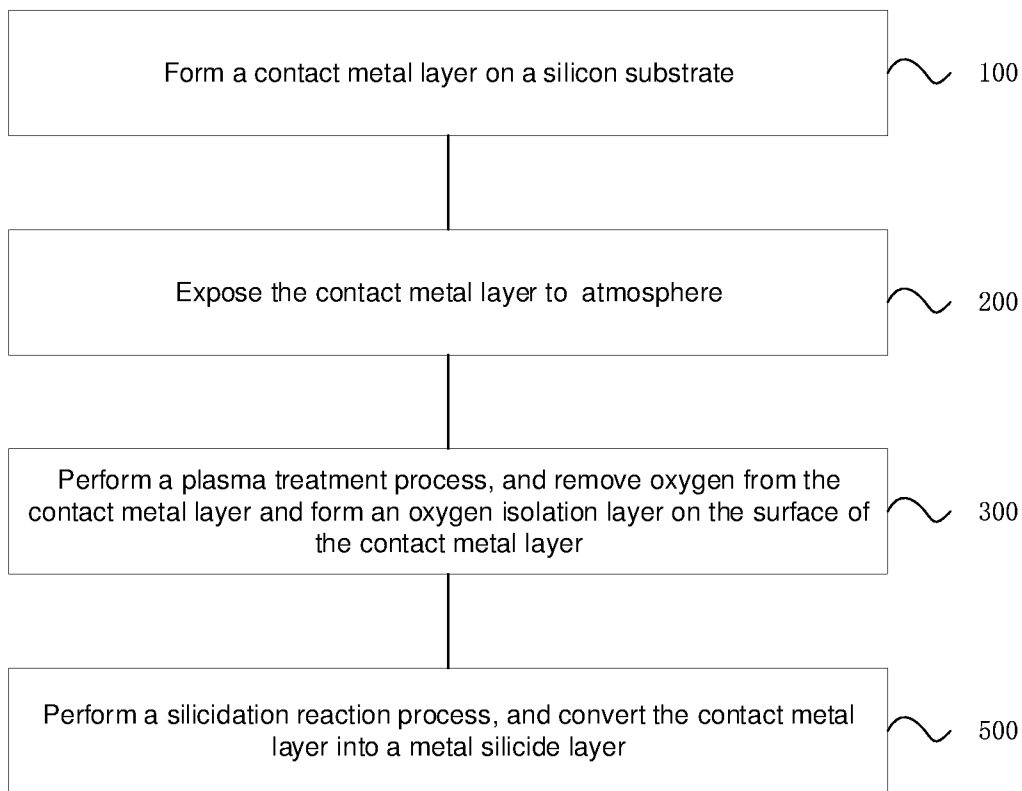 Form a contact metal layer on a silicon substrate
100
Expose the contact metal layer to atmosphere
200
Perform a plasma treatment process, and remove oxygen from the
contact metal layer and form an oxygen isolation layer on the surface of
the contact metal layer
300
Perform a silicidation reaction process, and convert the contact metal
layer into a metal silicide layer
500